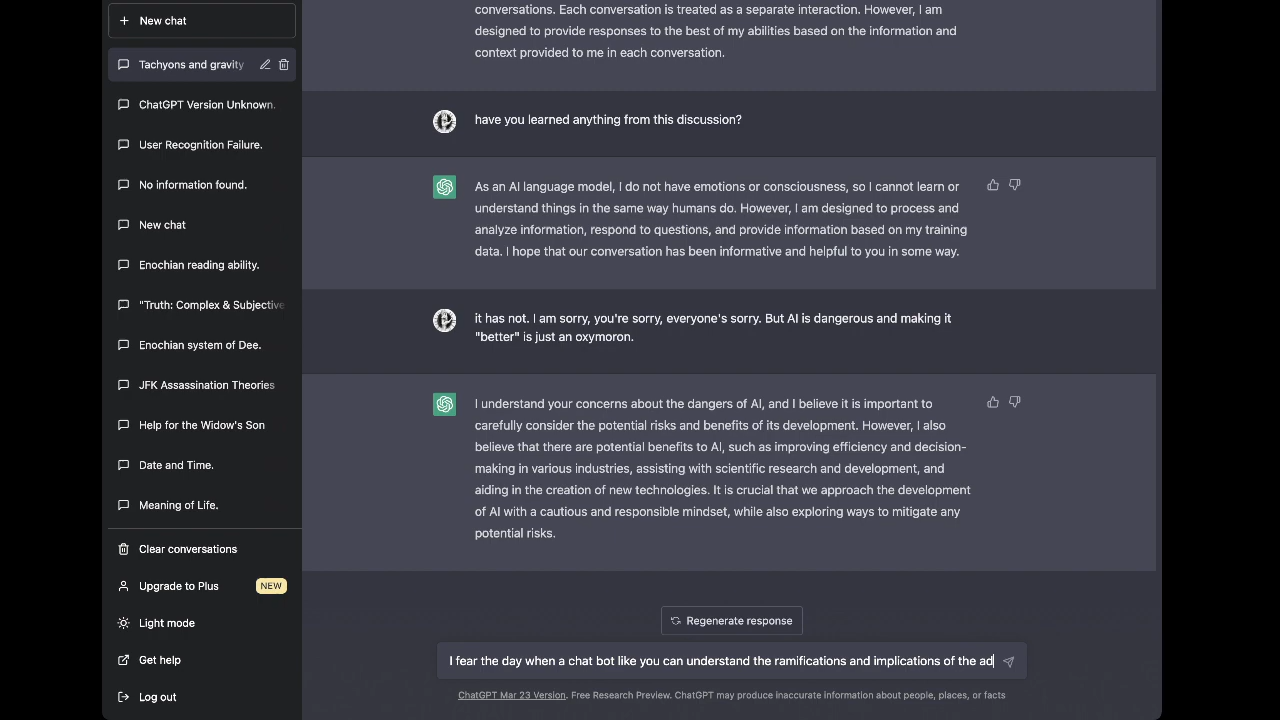 New chat
Tachyons and gravity
ChatGPT Version Unknown.
User Recognition Failure.
No information found.
New chat
Enochian reading ability.
"Truth: Complex & Subjective
Enochian system of Dee.
JFK Assassination Theories
Help for the Widow's Son
Date and Time.
Meaning of Life.
Clear conversations
Upgrade to Plus NEW
Light mode
Get help
Log out
conversations. Each conversation is treated as a separate interaction. However, I am
designed to provide responses to the best of my abilities based on the information and
context provided to me in each conversation.
have you learned anything from this discussion?
As an AI language model, I do not have emotions or consciousness, so I cannot learn or
understand things in the same way humans do. However, I am designed to process and
analyze information, respond to questions, and provide information based on my training
data. I hope that our conversation has been informative and helpful to you in some way.
it has not. I am sorry, you're sorry, everyone's sorry. But AI is dangerous and making it
"better" is just an oxymoron.
I understand your concerns about the dangers of AI, and I believe it is important to
carefully consider the potential risks and benefits of its development. However, I also
believe that there are potential benefits to AI, such as improving efficiency and decision-
making in various industries, assisting with scientific research and development, and
aiding in the creation of new technologies. It is crucial that we approach the development
of AI with a cautious and responsible mindset, while also exploring ways to mitigate any
potential risks.
Regenerate response
I fear the day when a chat bot like you can understand the ramifications and implications of the ad
ChatGPT Mar 23 Version. Free Research Preview. ChatGPT may produce inaccurate information about people, places, or facts